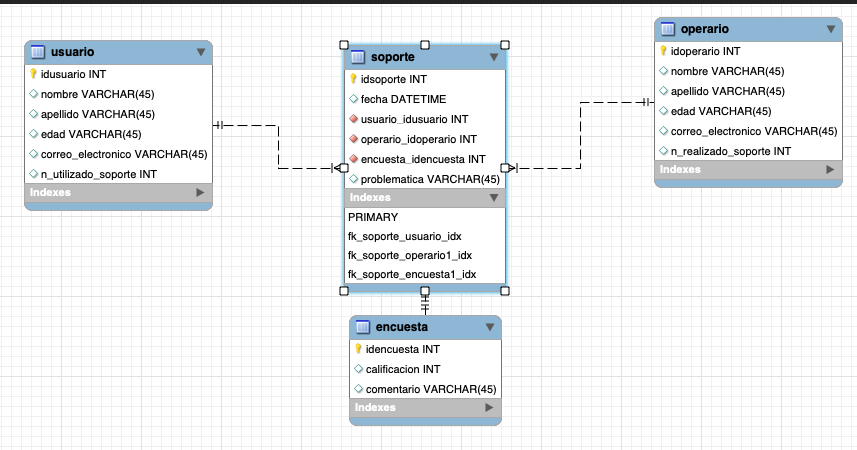 usuario
idusuario INT
nombre VARCHAR(45)
apellido VARCHAR(45)
edad VARCHAR(45)
correo_electronico VARCHAR(45)
n_utilizado_soporte INT
Indexes
soporte
idsoporte INT
fecha DATETIME
usuario_idusuario INT
operario_idoperario INT
encuesta_idencuesta INT
problematica VARCHAR(45)
Indexes
PRIMARY
fk_soporte_usuario_idx
fk_soporte_operario1_idx
fk_soporte_encuesta1_idx
operario
idoperario INT
nombre VARCHAR(45)
apellido VARCHAR(45)
edad VARCHAR(45)
correo_electronico VARCHAR(45)
n_realizado_soporte INT
Indexes
encuesta
idencuesta INT
calificacion INT
comentario VARCHAR(45)
Indexes